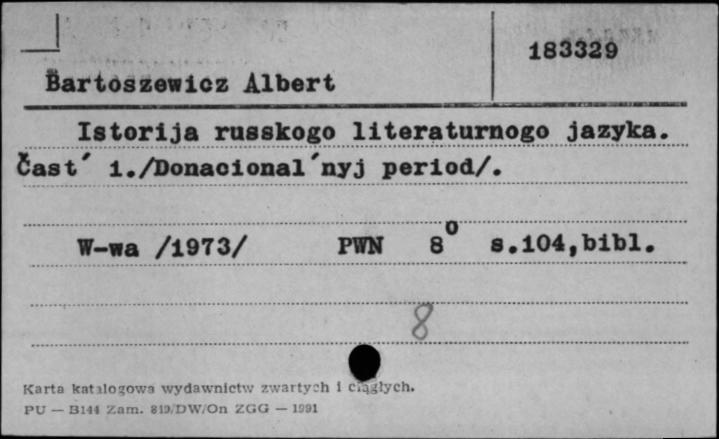 183329
Bartoszewicz Albert
Istorija russkogo literaturnogo jazyka.
Čast´ 1./Donacional´nyj period/.
W-wa /1973/ PWN 8⁰ s.104,bibl.
8
Karta katalogowa wydawnictw zwartych i ciągłych.
PU — B144 Zam. 819/DW/On ZGG — 1991